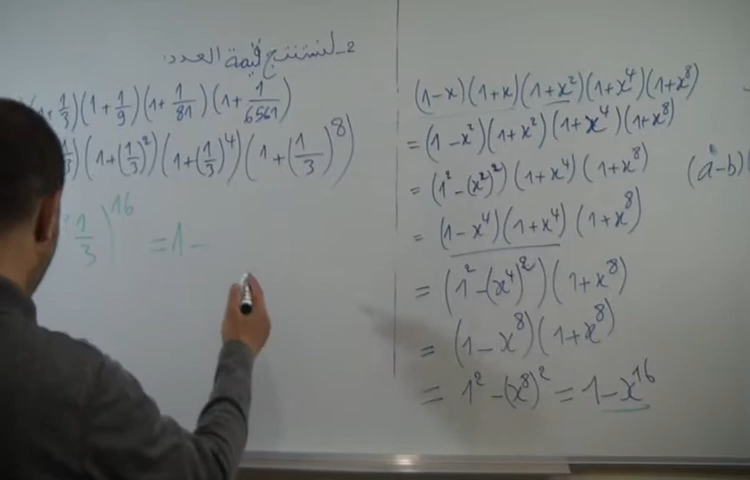 2_ لنستنتج قيمة العدد:
1/3)(1+1/9)(1+1/81)(1+1/6561)
1/3)(1+(1/3)²)(1+(1/3)⁴)(1+(1/3)⁸)
1/3)¹⁶ =1-
(1-x)(1+x)(1+x²)(1+x⁴)(1+x⁸)
=(1-x²)(1+x²)(1+x⁴)(1+x⁸)
=(1²-(x²)²)(1+x⁴)(1+x⁸)
(a-b)(
=(1-x⁴)(1+x⁴)(1+x⁸)
=(1²-(x⁴)²)(1+x⁸)
=(1-x⁸)(1+x⁸)
=1²-(x⁸)²=1-x¹⁶